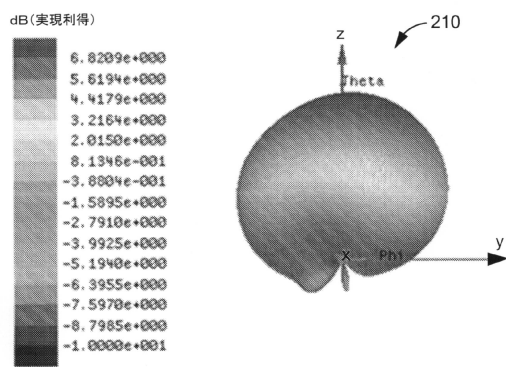 dB(実現利得)
6.8209e+000
5.6194e+000
4.4179e+000
3.2164e+000
2.0150e+000
8.1346e-001
-3.8804e-001
-1.5895e+000
-2.7910e+000
-3.9925e+000
-5.1940e+000
-6.3955e+000
-7.5970e+000
-8.7985e+000
-1.0000e+001
210
z
Theta
X
Phi
y